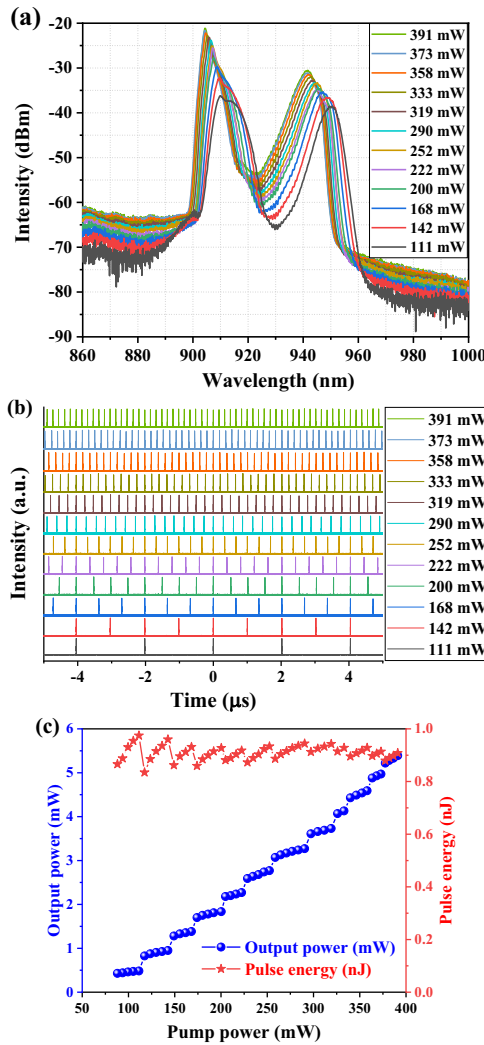 (a)
-20
-30
-40
-50
-60
-70
-80
-90
Intensity (dBm)
860
880
900
920
940
960
980
1000
Wavelength (nm)
391 mW
373 mW
358 mW
333 mW
319 mW
290 mW
252 mW
222 mW
200 mW
168 mW
142 mW
111 mW
(b)
Intensity (a.u.)
-4
-2
0
2
4
Time (μs)
391 mW
373 mW
358 mW
333 mW
319 mW
290 mW
252 mW
222 mW
200 mW
168 mW
142 mW
111 mW
(c)
6
5
4
3
2
1
0
Output power (mW)
1.0
0.8
0.6
0.4
0.2
0.0
Pulse energy (nJ)
Output power (mW)
Pulse energy (nJ)
50
100
150
200
250
300
350
400
Pump power (mW)